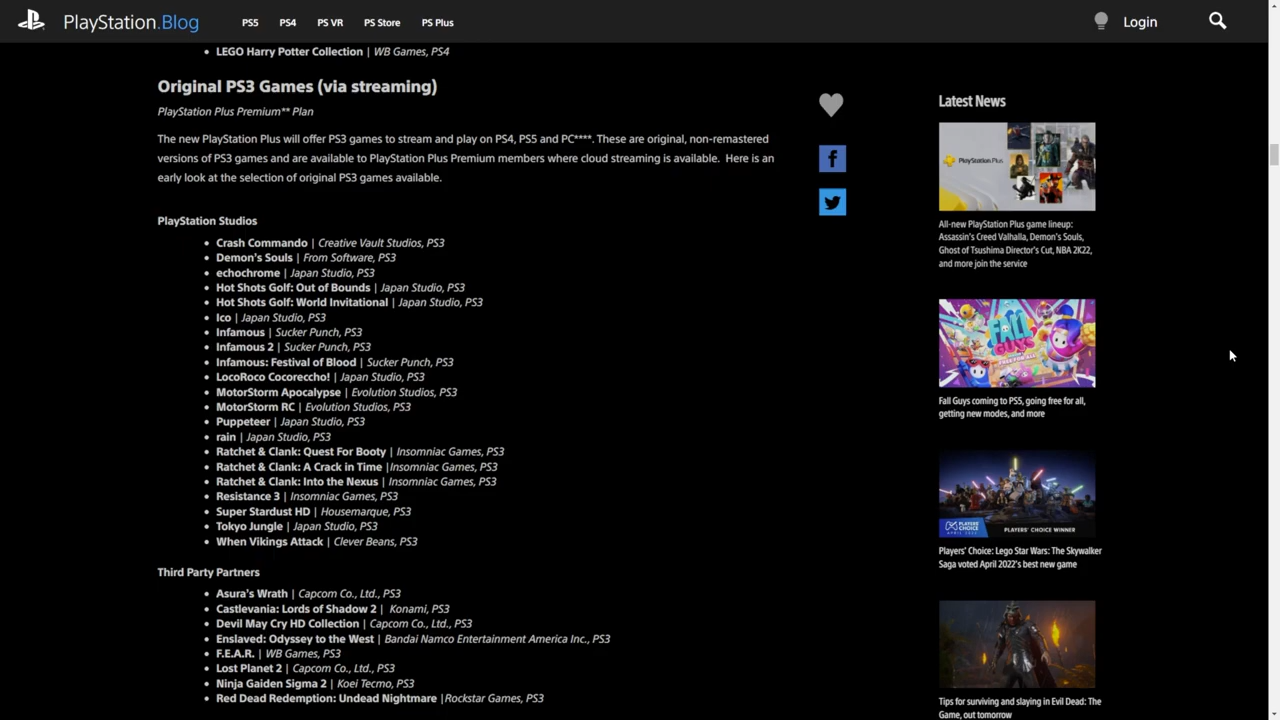 PlayStation.Blog
PS5 PS4 PS VR PS Store PS Plus
Login
• LEGO Harry Potter Collection | WB Games, PS4
Original PS3 Games (via streaming)
PlayStation Plus Premium** Plan
The new PlayStation Plus will offer PS3 games to stream and play on PS4, PS5 and PC****. These are original, non-remastered
versions of PS3 games and are available to PlayStation Plus Premium members where cloud streaming is available. Here is an
early look at the selection of original PS3 games available.
PlayStation Studios
• Crash Commando | Creative Vault Studios, PS3
• Demon's Souls | From Software, PS3
• echochrome | Japan Studio, PS3
• Hot Shots Golf: Out of Bounds | Japan Studio, PS3
• Hot Shots Golf: World Invitational | Japan Studio, PS3
• Ico | Japan Studio, PS3
• Infamous | Sucker Punch, PS3
• Infamous 2 | Sucker Punch, PS3
• Infamous: Festival of Blood | Sucker Punch, PS3
• LocoRoco Cocoreccho! | Japan Studio, PS3
• MotorStorm Apocalypse | Evolution Studios, PS3
• MotorStorm RC | Evolution Studios, PS3
• Puppeteer | Japan Studio, PS3
• rain | Japan Studio, PS3
• Ratchet & Clank: Quest For Booty | Insomniac Games, PS3
• Ratchet & Clank: A Crack in Time |Insomniac Games, PS3
• Ratchet & Clank: Into the Nexus | Insomniac Games, PS3
• Resistance 3 | Insomniac Games, PS3
• Super Stardust HD | Housemarque, PS3
• Tokyo Jungle | Japan Studio, PS3
• When Vikings Attack | Clever Beans, PS3
Third Party Partners
• Asura's Wrath | Capcom Co., Ltd., PS3
• Castlevania: Lords of Shadow 2 | Konami, PS3
• Devil May Cry HD Collection | Capcom Co., Ltd., PS3
• Enslaved: Odyssey to the West | Bandai Namco Entertainment America Inc., PS3
• F.E.A.R. | WB Games, PS3
• Lost Planet 2 | Capcom Co., Ltd., PS3
• Ninja Gaiden Sigma 2 | Koei Tecmo, PS3
• Red Dead Redemption: Undead Nightmare |Rockstar Games, PS3
Latest News
PlayStation.Plus
All-new PlayStation Plus game lineup:
Assassin's Creed Valhalla, Demon's Souls,
Ghost of Tsushima Director's Cut, NBA 2K22,
and more join the service
FALL GUYS
FREE FOR ALL
Fall Guys coming to PS5, going free for all,
getting new modes, and more
PLAYERS' CHOICE WINNER
Players' Choice: Lego Star Wars: The Skywalker
Saga voted April 2022's best new game
Tips for surviving and slaying in Evil Dead: The
Game, out tomorrow